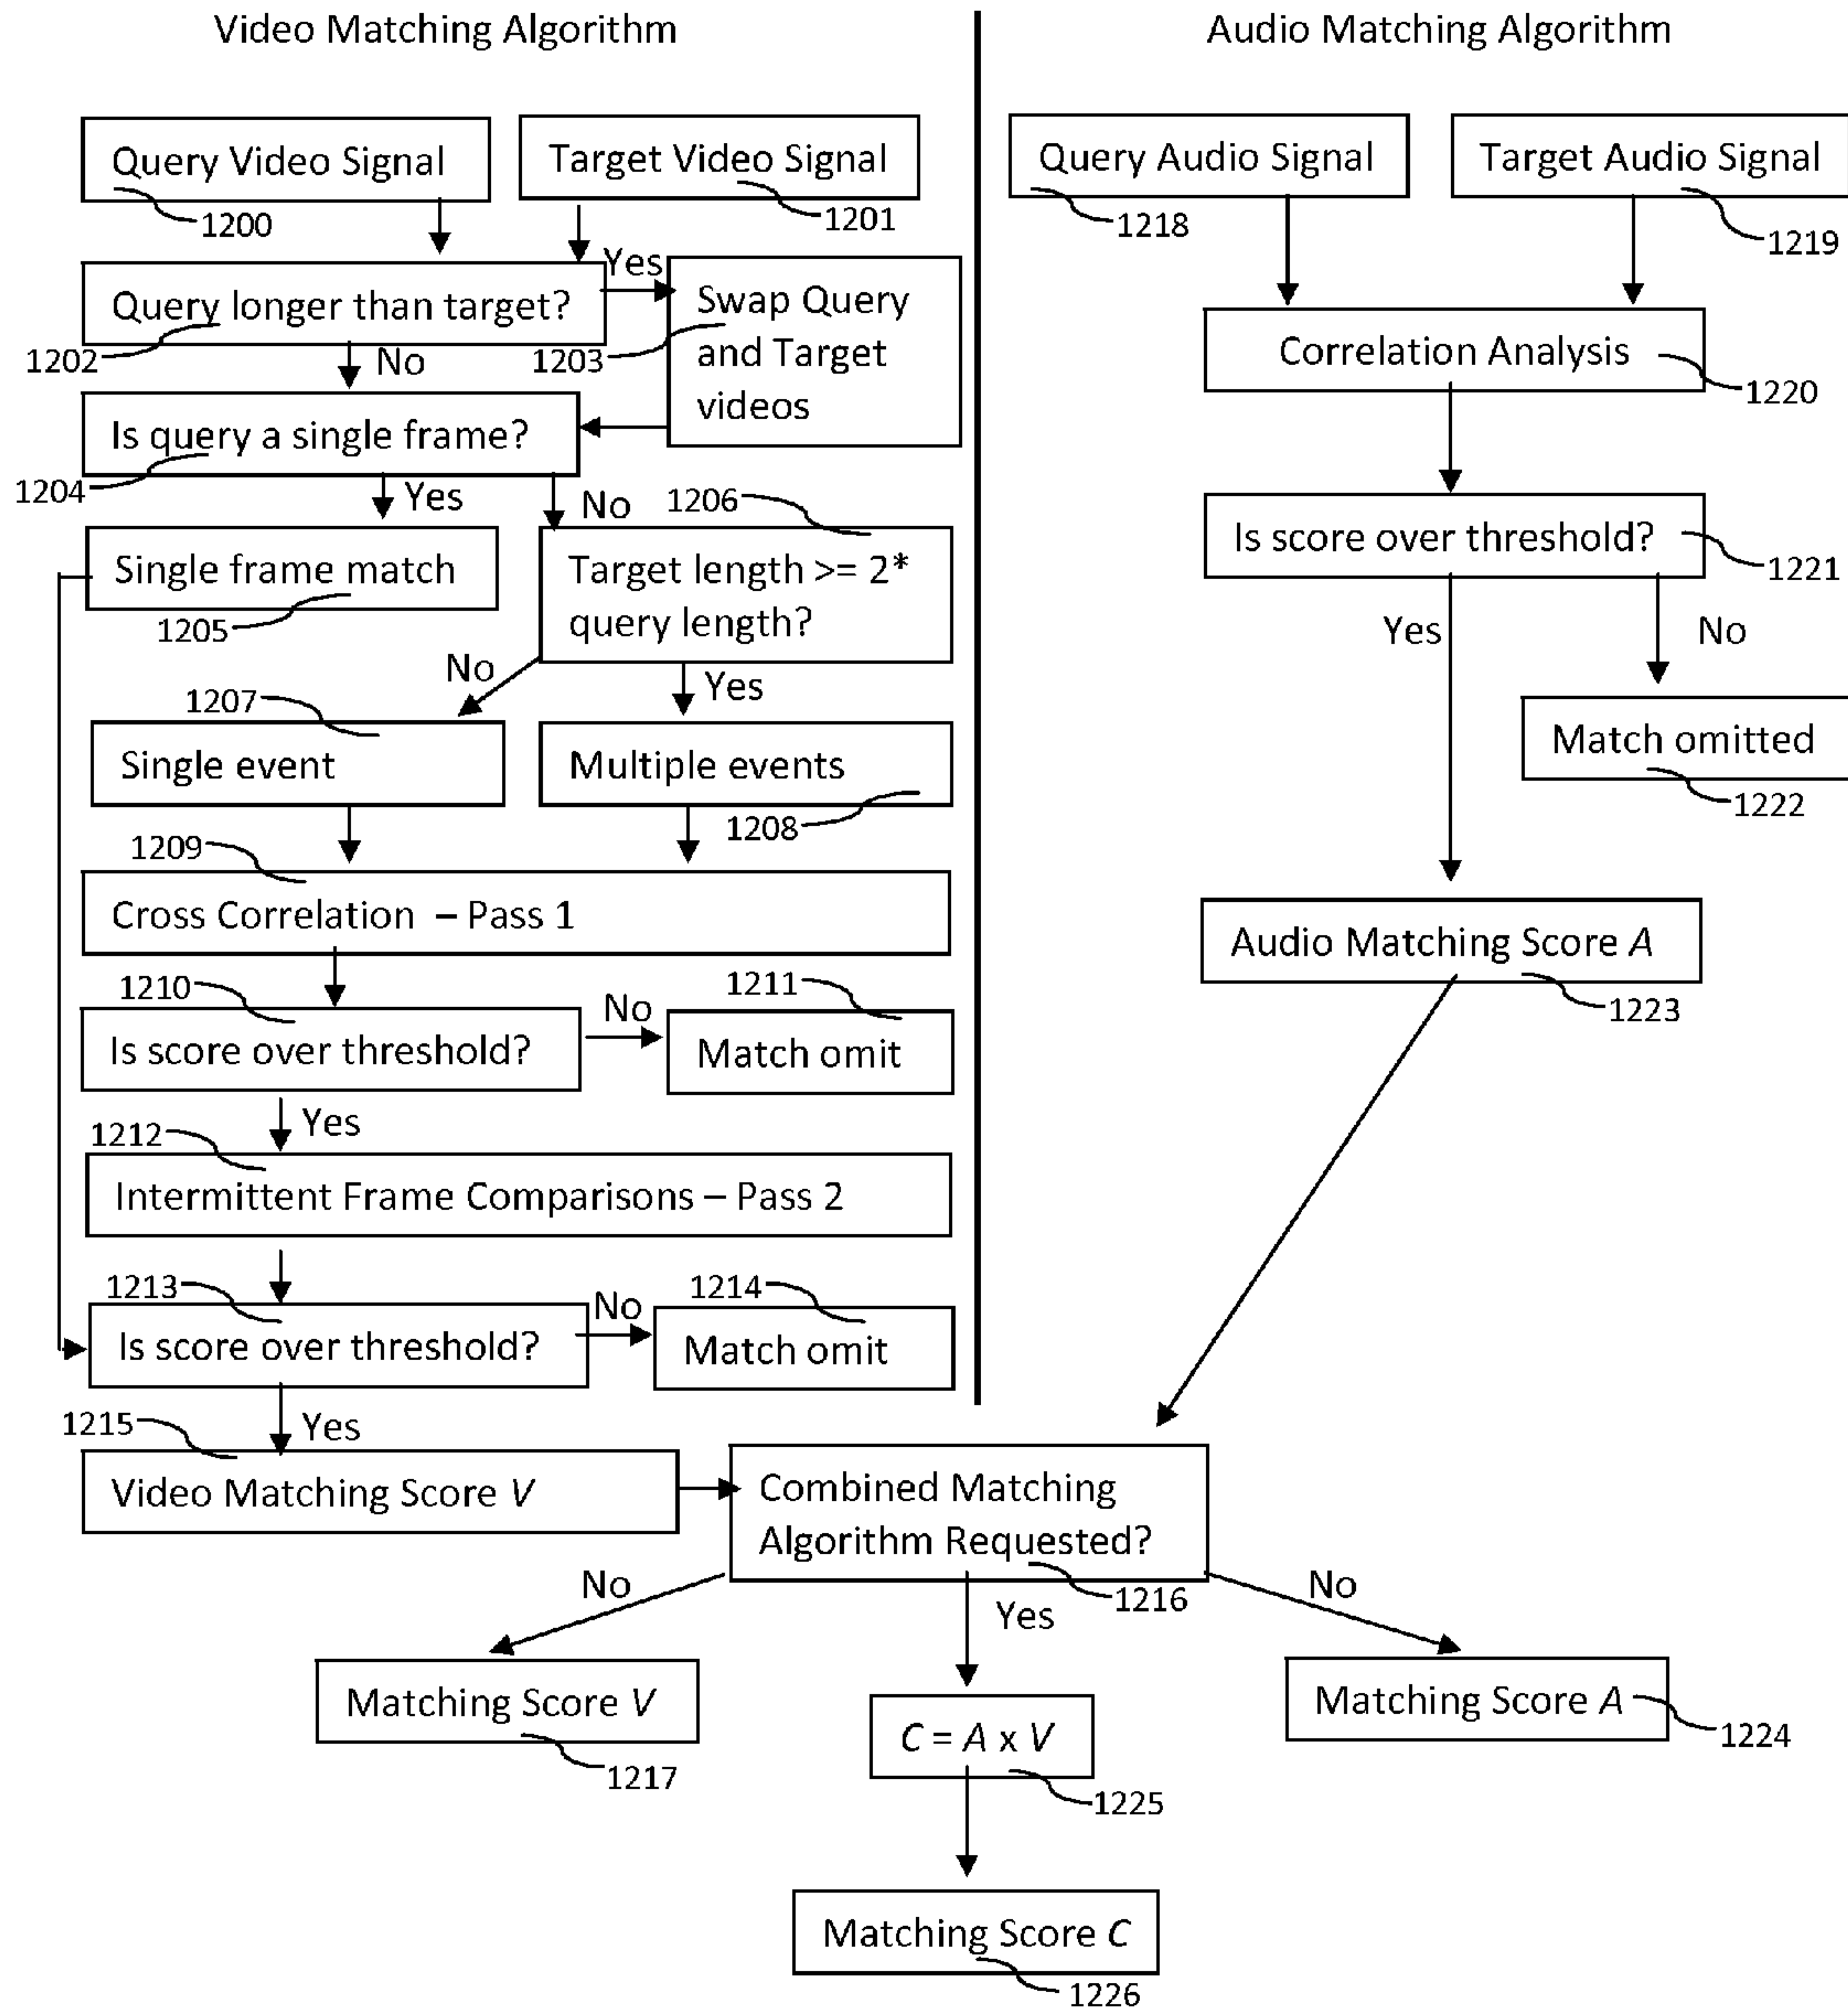 Video Matching Algorithm
Audio Matching Algorithm
Query Video Signal
1200
Target Video Signal
1201
Query longer than target?
1202
Yes
Swap Query
and Target
videos
1203
No
Is query a single frame?
1204
Yes
No
Single frame match
1205
1206
Target length >= 2*
query length?
No
Yes
1207
Single event
Multiple events
1208
1209
Cross Correlation – Pass 1
1210
Is score over threshold?
No
1211
Match omit
Yes
1212
Intermittent Frame Comparisons – Pass 2
1213
Is score over threshold?
No
1214
Match omit
Yes
1215
Video Matching Score V
Query Audio Signal
1218
Target Audio Signal
1219
Correlation Analysis
1220
Is score over threshold?
1221
Yes
No
Match omitted
1222
Audio Matching Score A
1223
Combined Matching
Algorithm Requested?
1216
No
Yes
No
Matching Score V
1217
C = A x V
1225
Matching Score A
1224
Matching Score C
1226